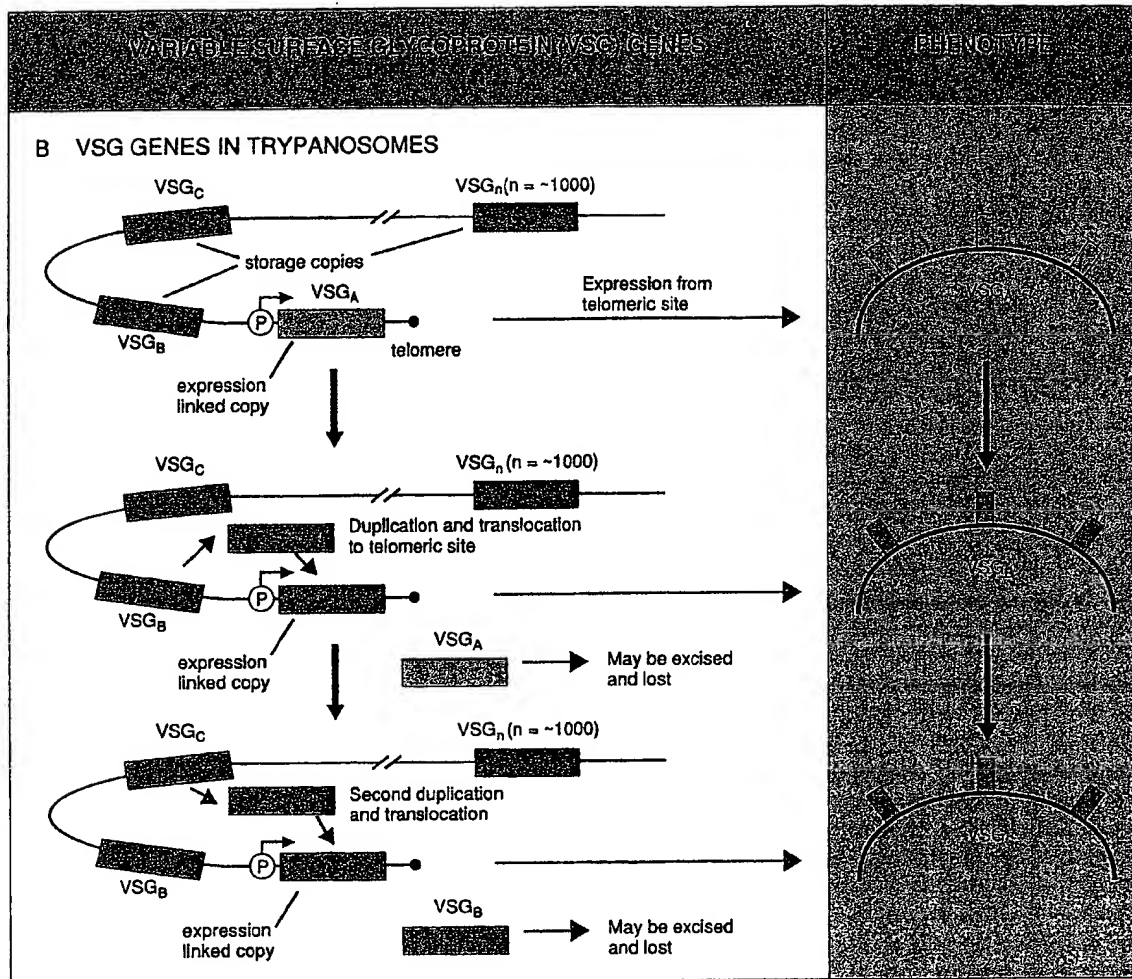 VARIABLE SURFACE GLYCOPROTEIN (VSG) GENES
PHENOTYPE
B VSG GENES IN TRYPANOSOMES
VSGC
VSGn (n = ~1000)
storage copies
VSGA
Expression from
telomeric site
P
VSGB
telomere
expression
linked copy
VSG
VSGC
VSGn (n = ~1000)
Duplication and translocation
to telomeric site
P
VSGB
expression
linked copy
VSGA
May be excised
and lost
VSG
VSGC
VSGn (n = ~1000)
Second duplication
and translocation
P
VSGB
expression
linked copy
VSGB
May be excised
and lost
VSG